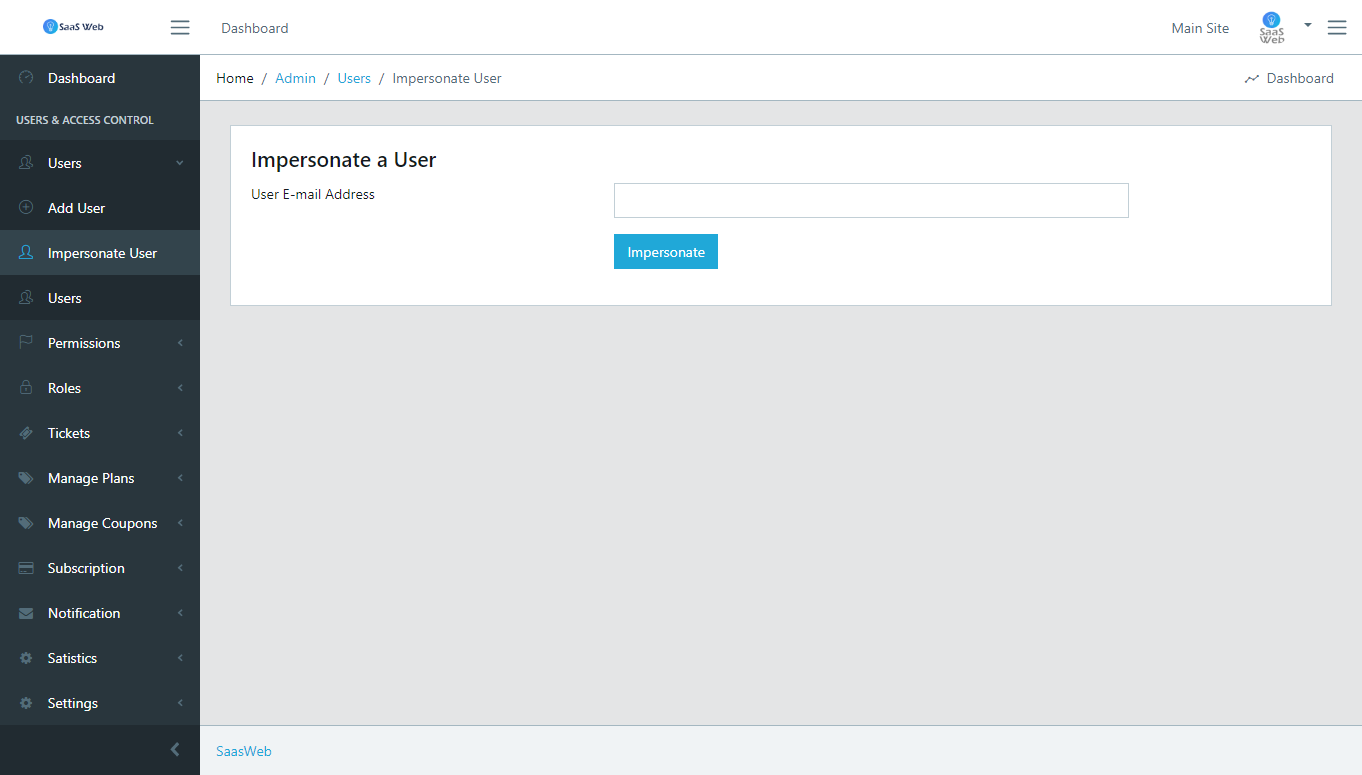 SaaS Web
Dashboard
Main Site
SaaS
Web
Dashboard
USERS & ACCESS CONTROL
Users
Add User
Impersonate User
Users
Permissions
Roles
Tickets
Manage Plans
Manage Coupons
Subscription
Notification
Satistics
Settings
Home / Admin / Users / Impersonate User
Dashboard
Impersonate a User
User E-mail Address
Impersonate
SaasWeb